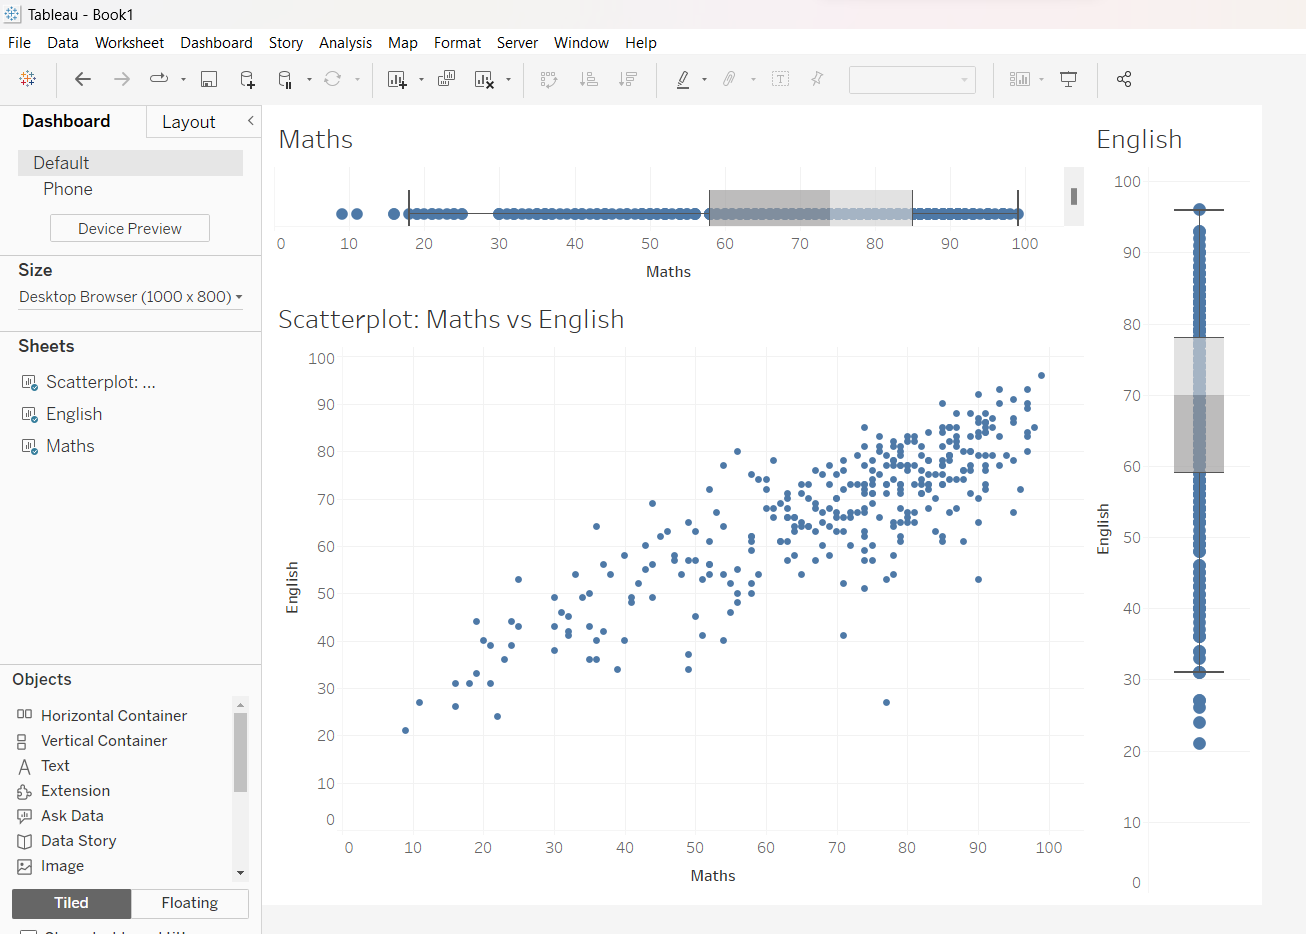 Tableau - Book1
File Data Worksheet Dashboard Story Analysis Map Format Server Window Help
Dashboard Layout
Default
Phone
Device Preview
Size
Desktop Browser (1000 x 800)
Sheets
Scatterplot: ...
English
Maths
Objects
Horizontal Container
Vertical Container
Text
Extension
Ask Data
Data Story
Image
Tiled Floating
Maths
0 10 20 30 40 50 60 70 80 90 100
Maths
Scatterplot: Maths vs English
100
90
80
70
60
50
40
30
20
10
0
English
0 10 20 30 40 50 60 70 80 90 100
Maths
English
100
90
80
70
60
50
40
30
20
10
0
English